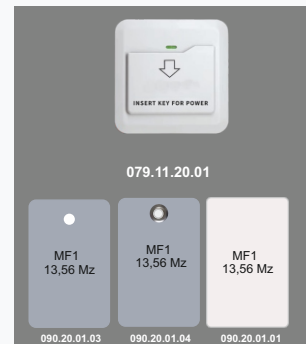 INSERT KEY FOR POWER
079.11.20.01
MF1
13,56 Mz
MF1
13,56 Mz
MF1
13,56 Mz
090.20.01.03
090.20.01.04
090.20.01.01